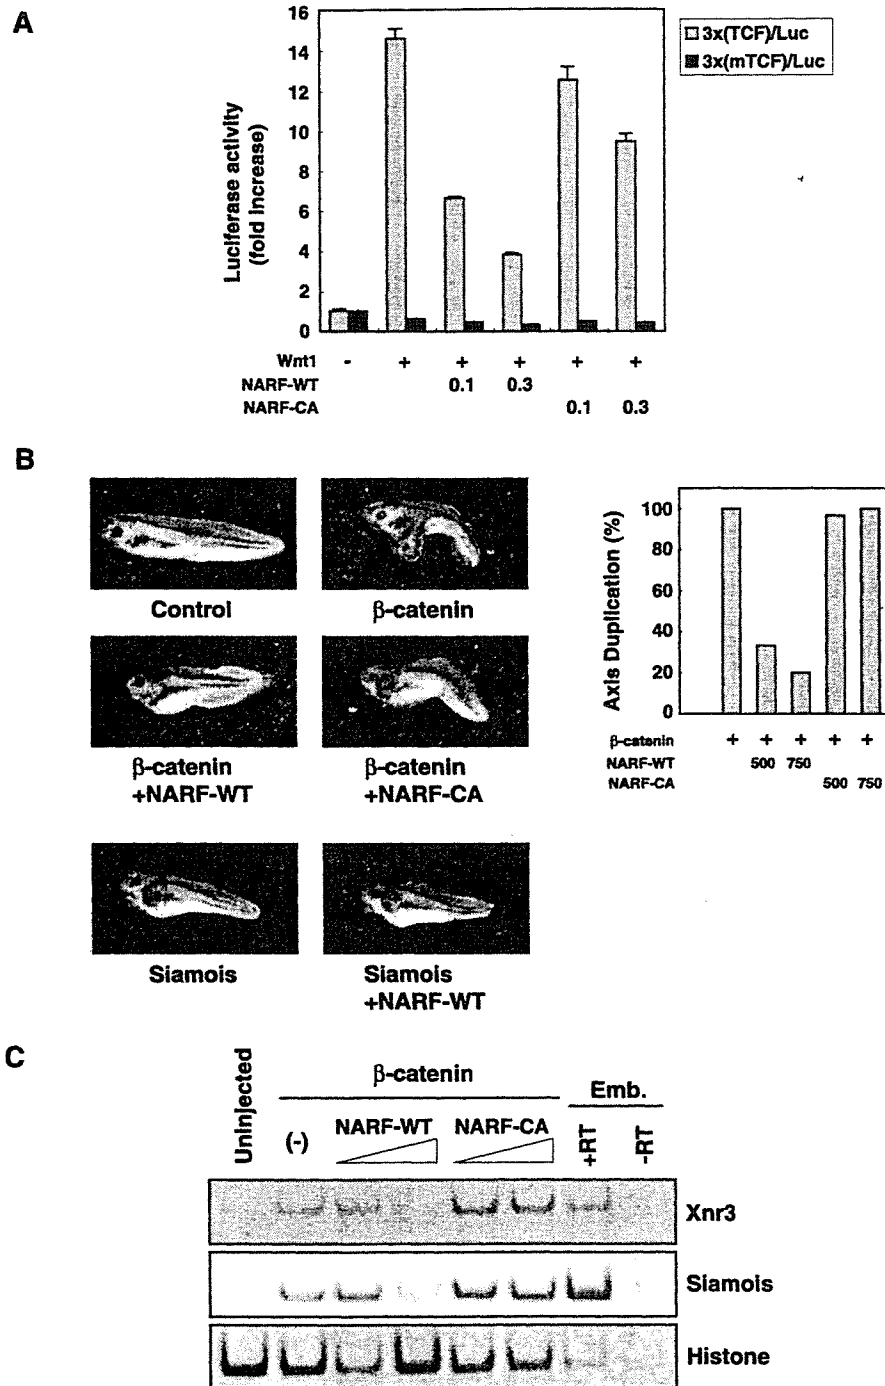 A
16
14
12
10
8
6
4
2
0
Luciferase activity
(fold increase)
3x(TCF)/Luc
3x(mTCF)/Luc
Wnt1 - + + + + +
NARF-WT 0.1 0.3
NARF-CA 0.1 0.3
B
Control
β-catenin
β-catenin
+NARF-WT
β-catenin
+NARF-CA
Siamois
Siamois
+NARF-WT
Axis Duplication (%)
100
80
60
40
20
0
β-catenin + + + + +
NARF-WT 500 750
NARF-CA 500 750
C
Uninjected
β-catenin
Emb.
(-)
NARF-WT
NARF-CA
+RT
-RT
Xnr3
Siamois
Histone